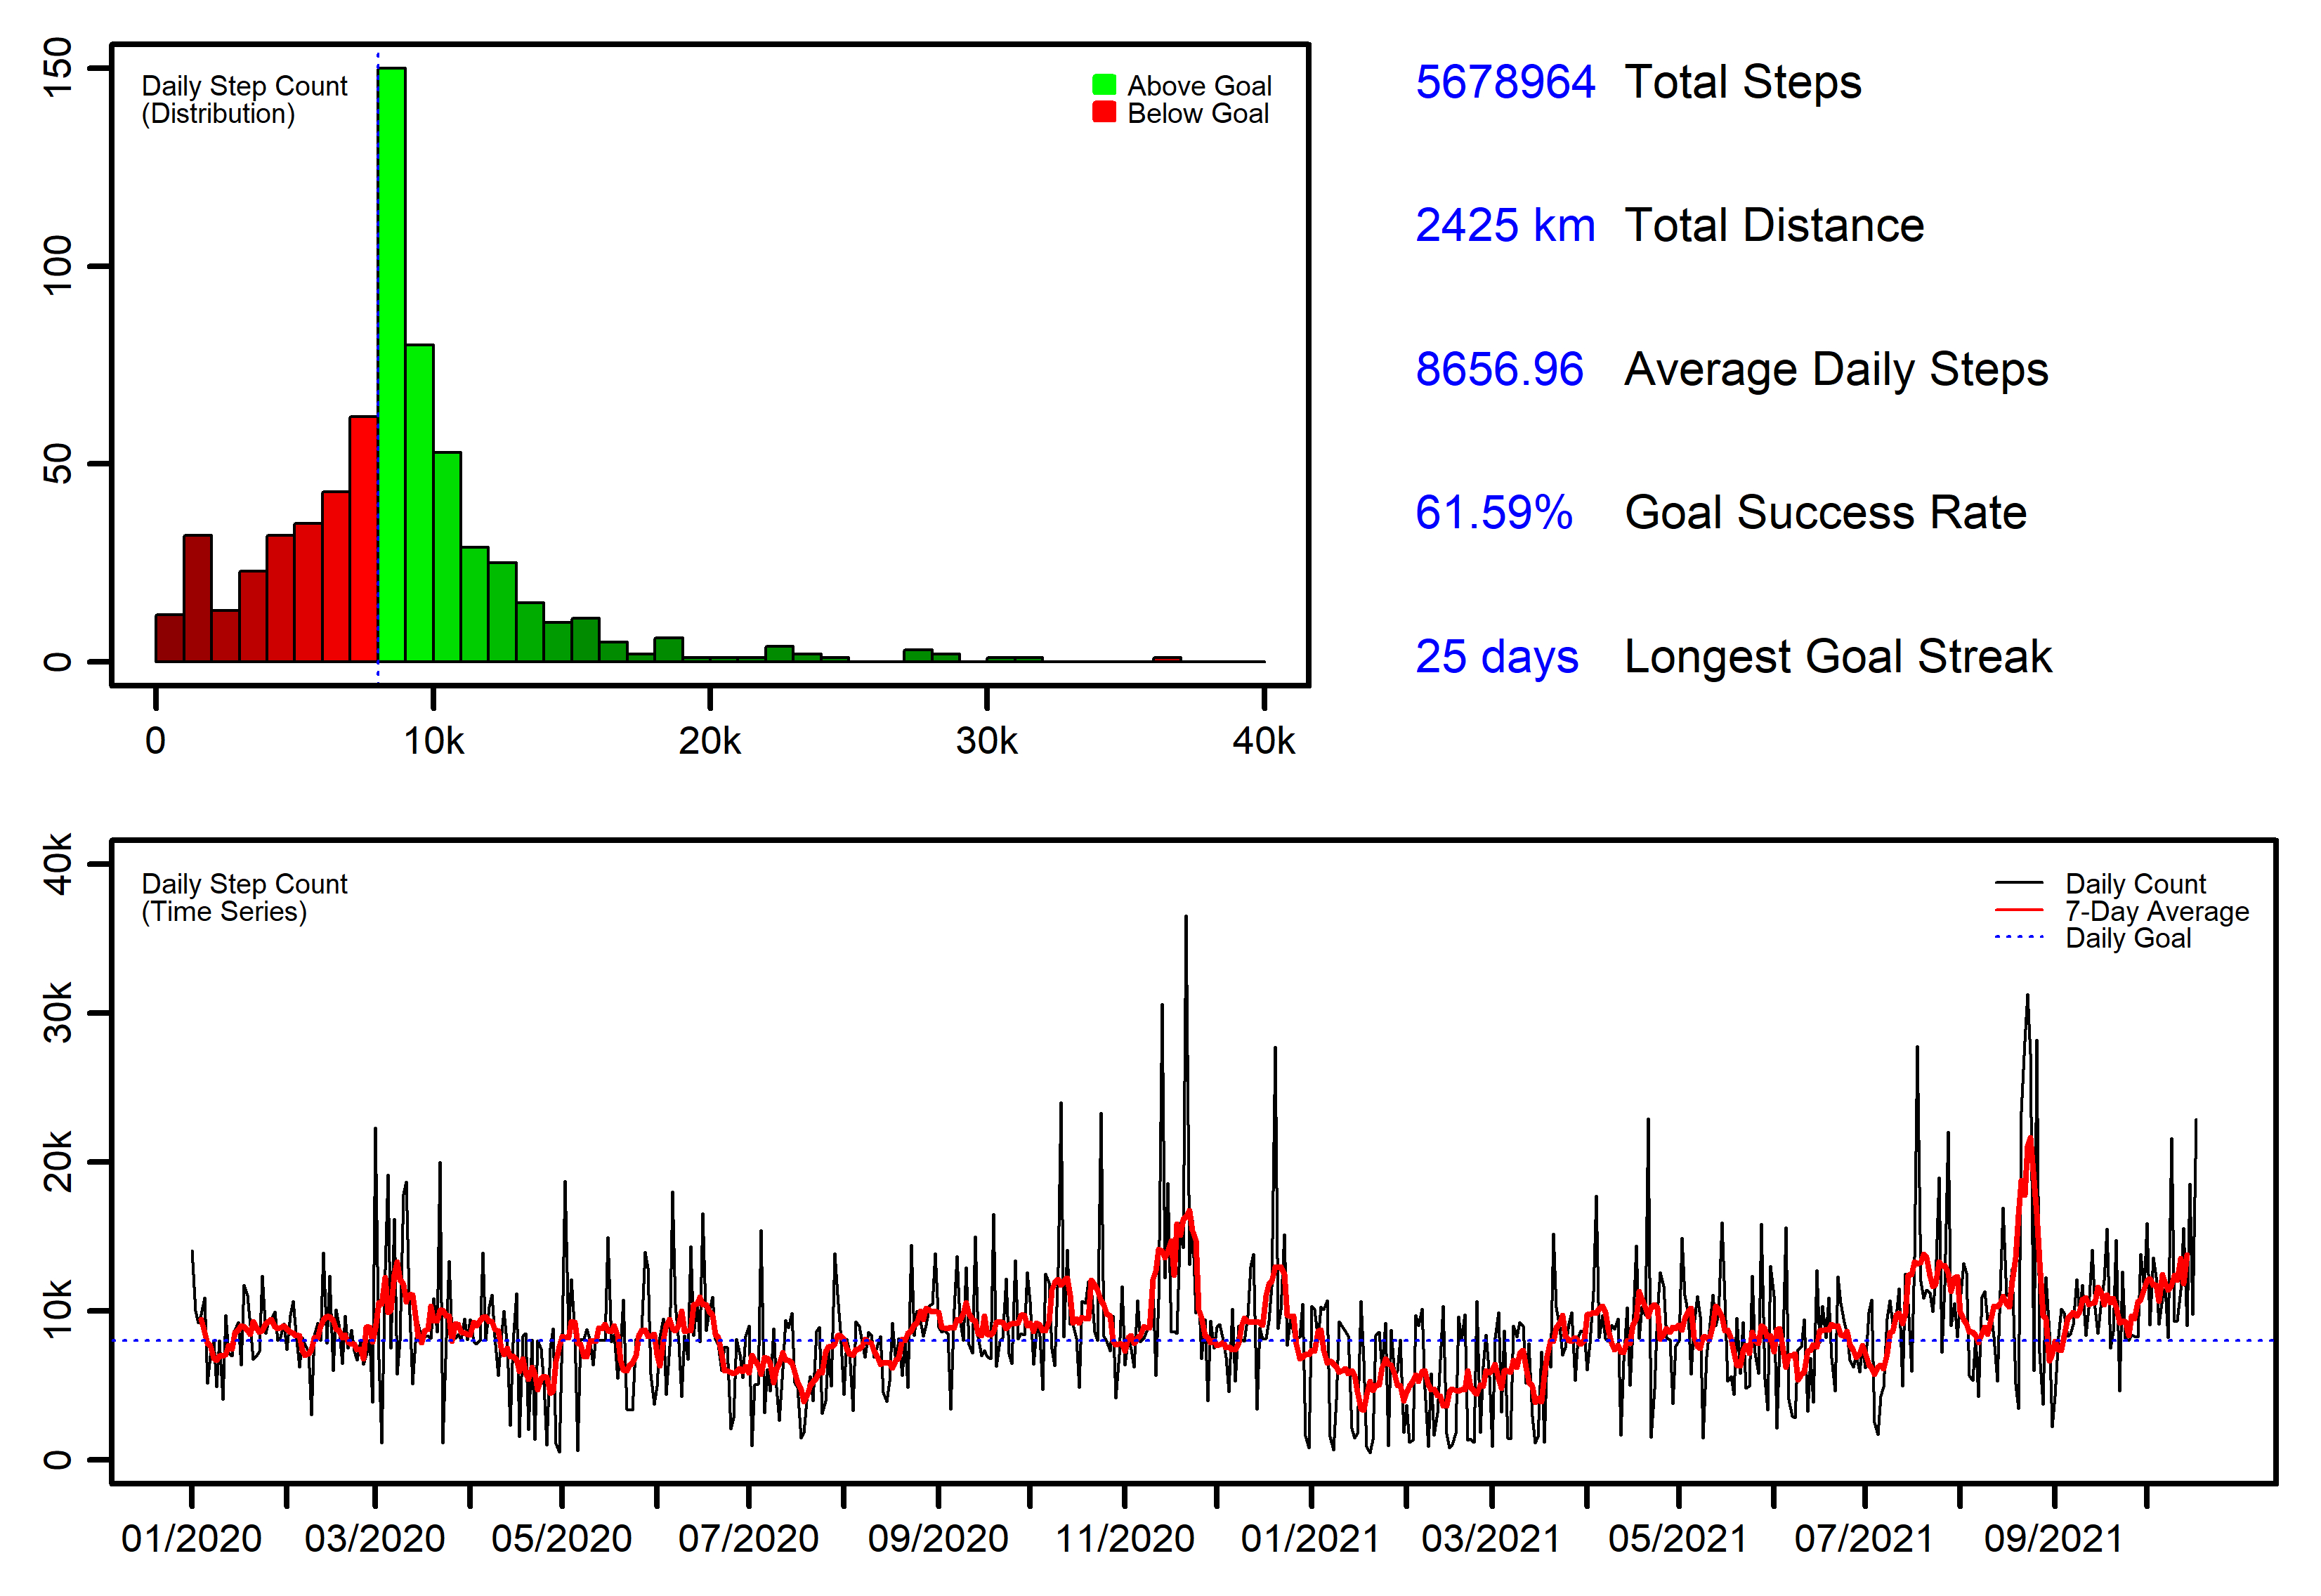 Daily Step Count
(Distribution)
Above Goal
Below Goal
150
100
50
0
0 10k 20k 30k 40k
5678964 Total Steps
2425 km Total Distance
8656.96 Average Daily Steps
61.59% Goal Success Rate
25 days Longest Goal Streak
Daily Step Count
(Time Series)
Daily Count
7-Day Average
Daily Goal
40k
30k
20k
10k
0
01/2020 03/2020 05/2020 07/2020 09/2020 11/2020 01/2021 03/2021 05/2021 07/2021 09/2021